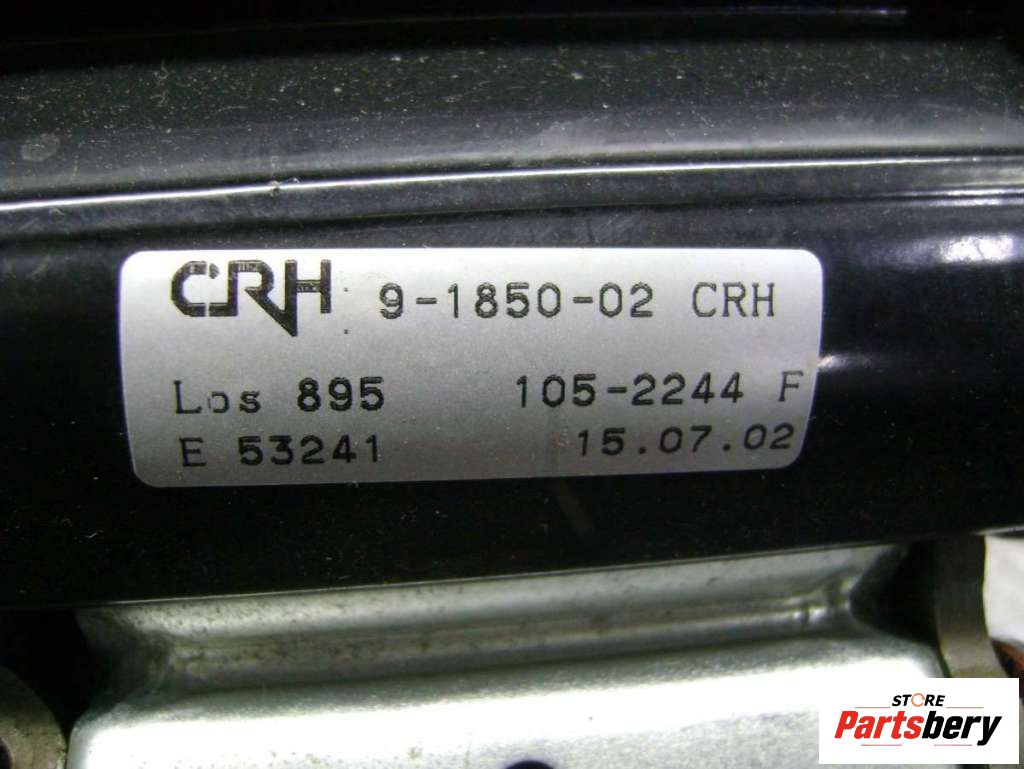 CRH 9-1850-02 CRH
Los 895 105-2244 F
E 53241 15.07.02
STORE
Partsbery